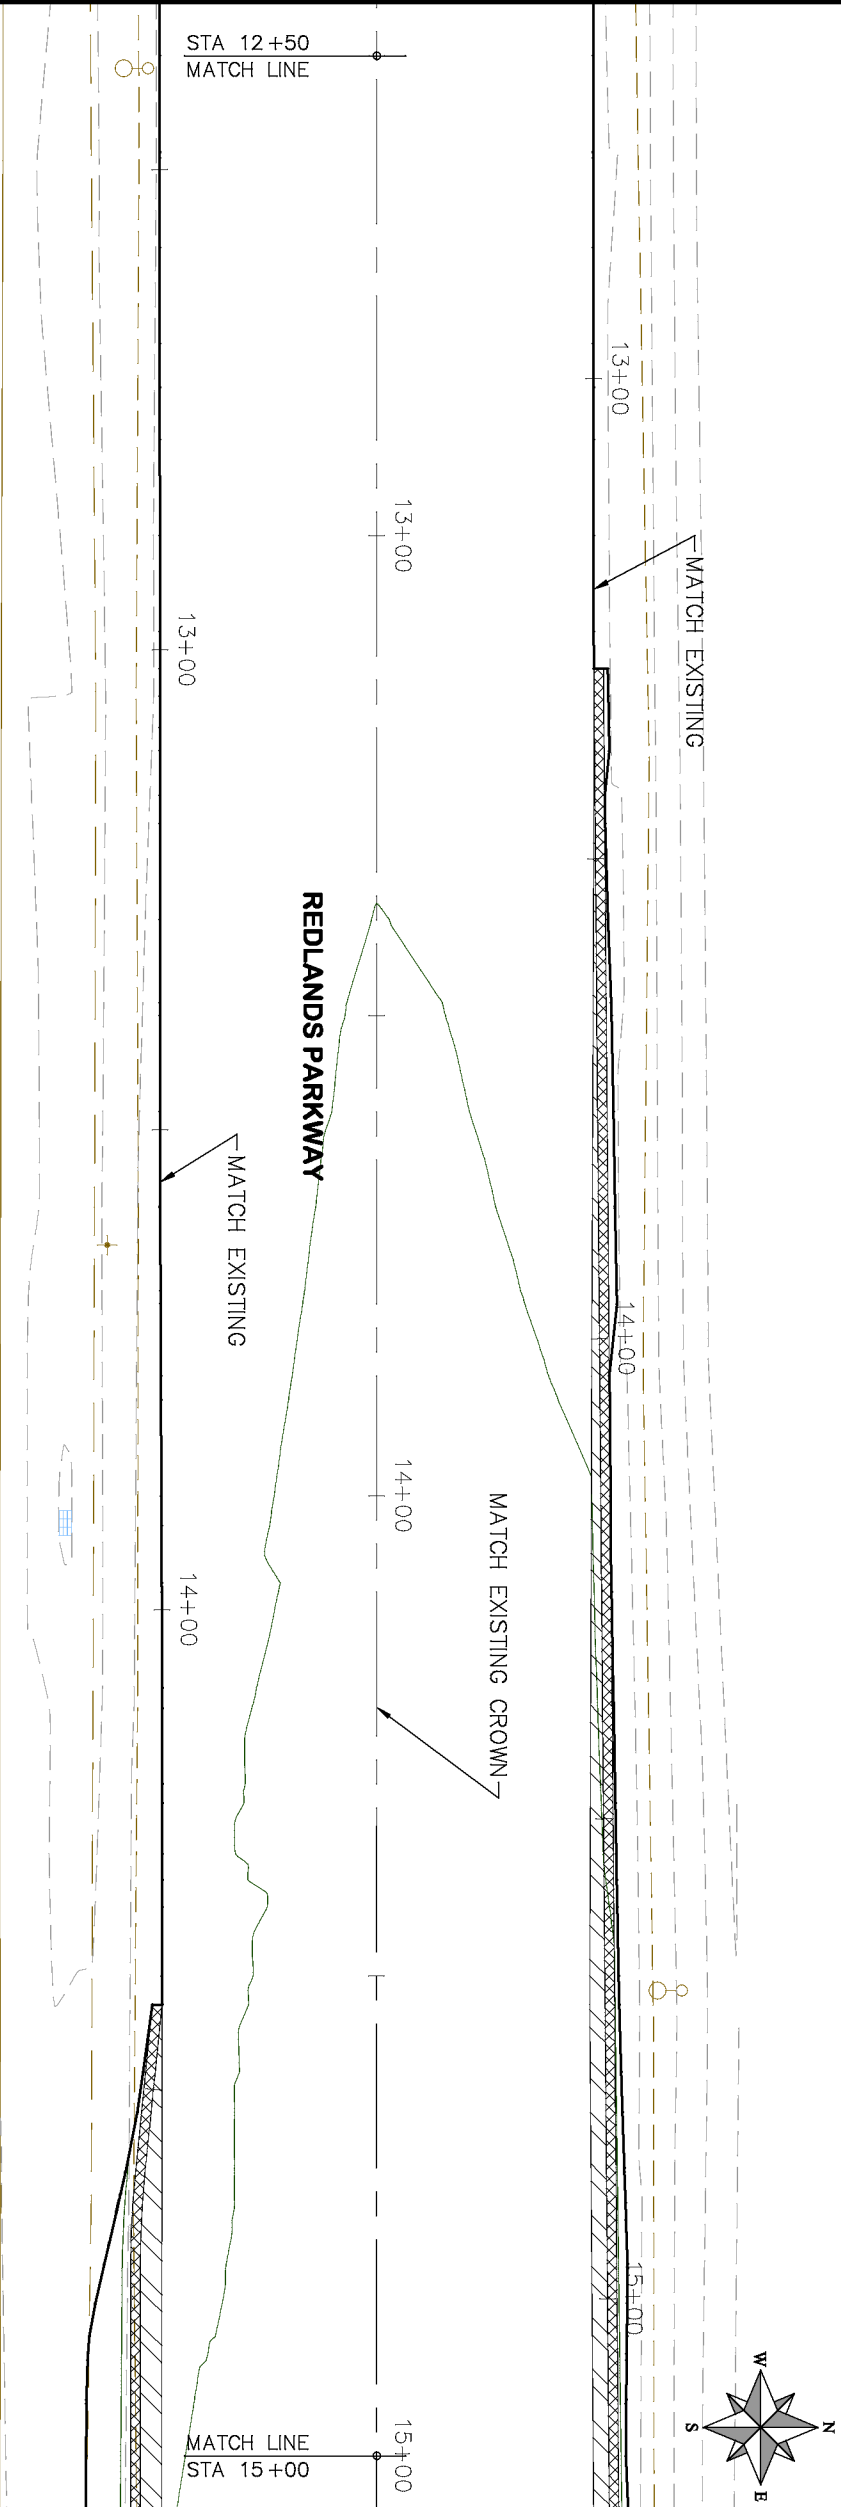 STA 12+50
MATCH LINE
13+00
13+00
MATCH EXISTING
13+00
REDLANDS PARKWAY
MATCH EXISTING
14+00
14+00
MATCH EXISTING CROWN
14+00
15+00
W
N
S
E
15+00
MATCH LINE
STA 15+00